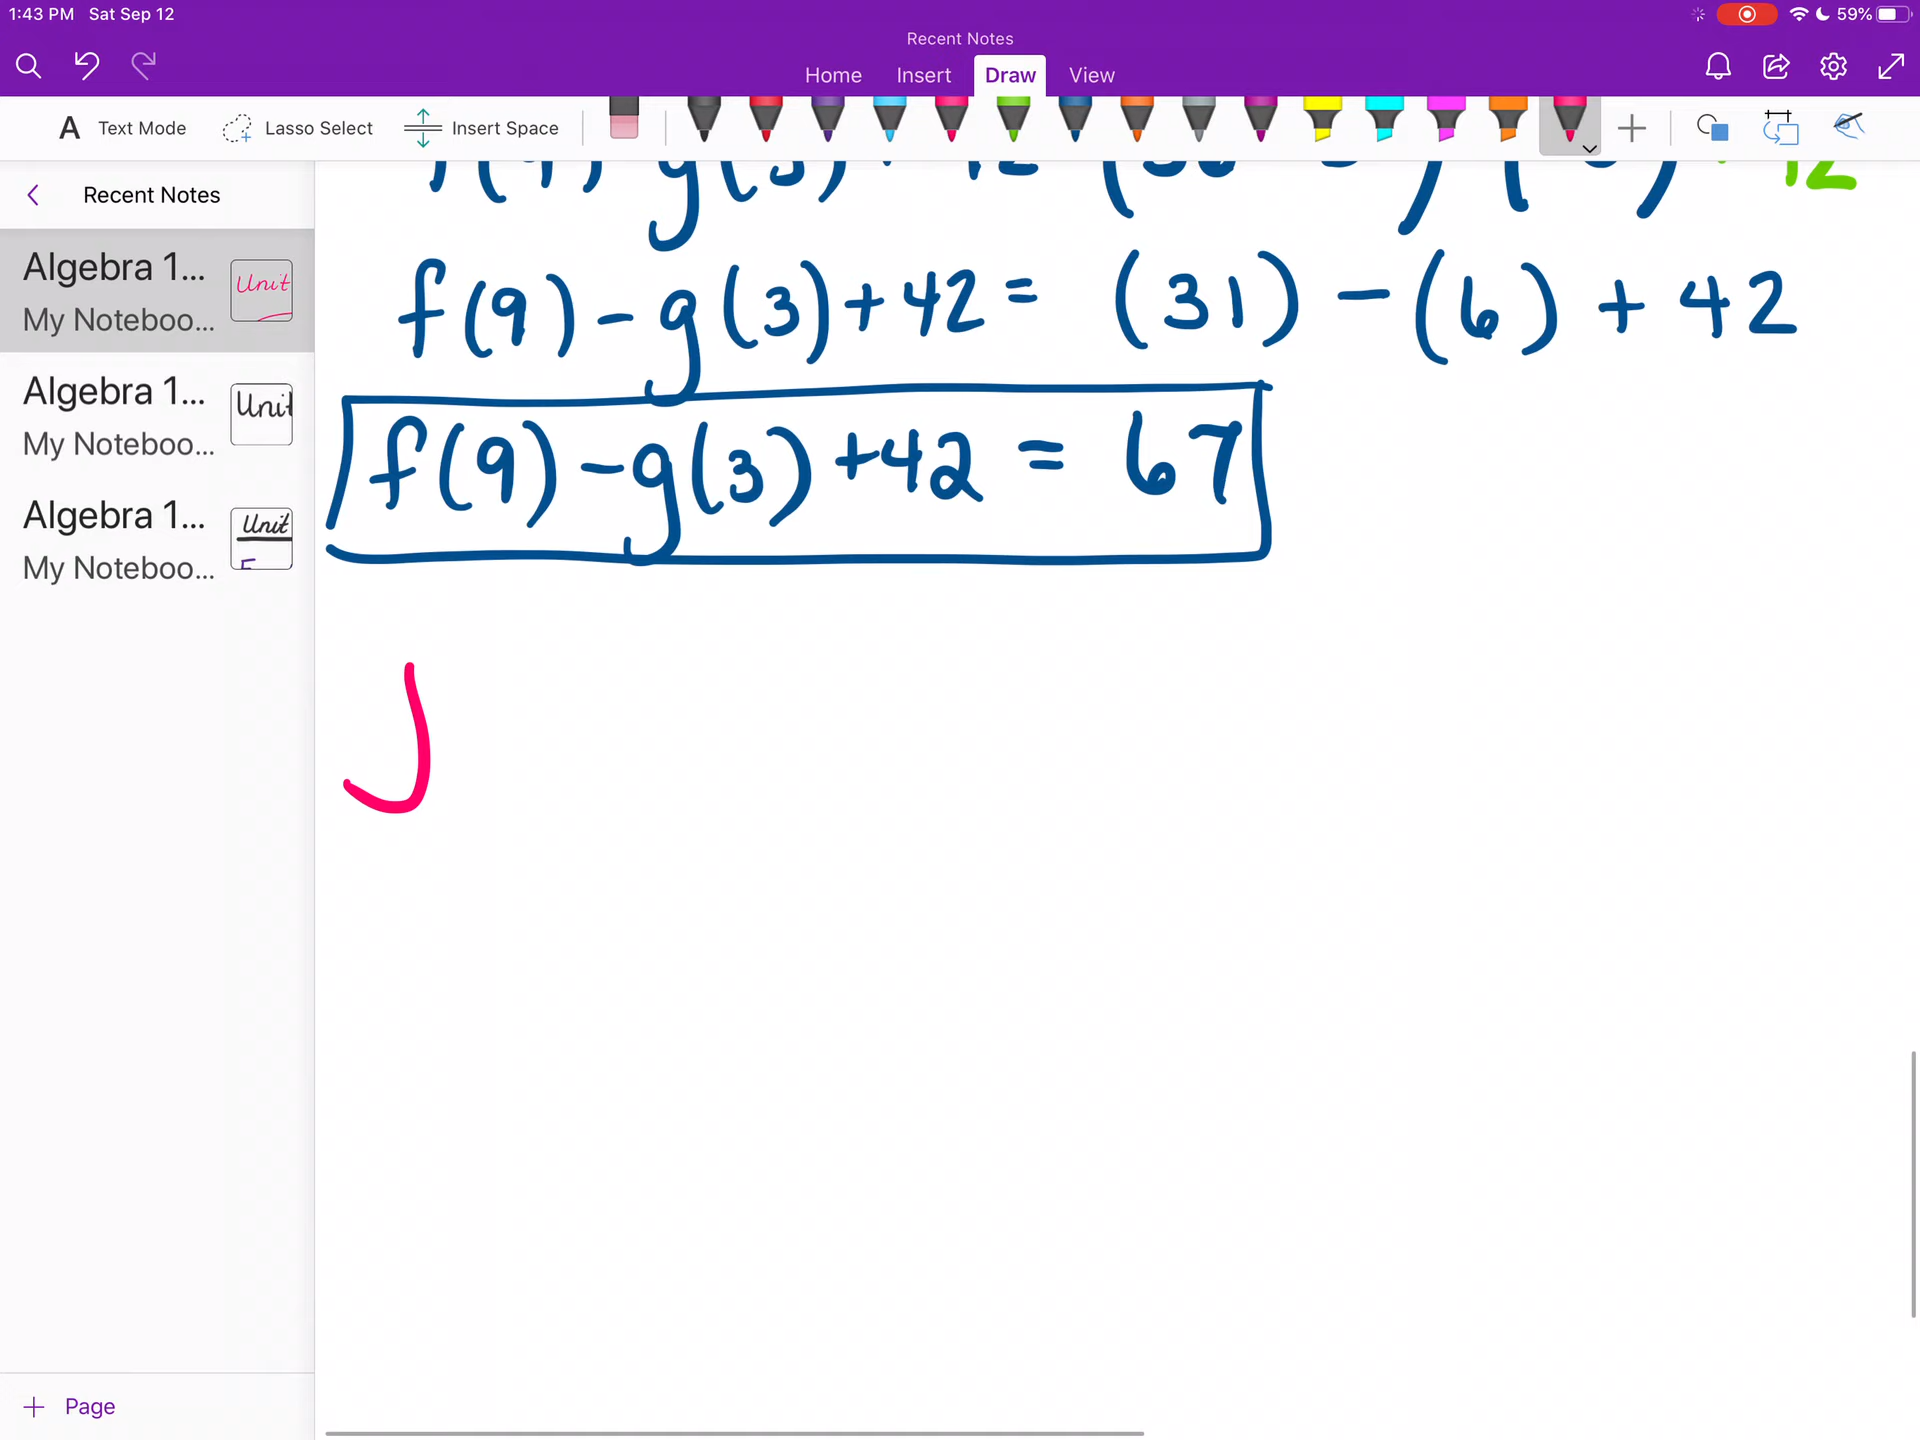 1:43 PM Sat Sep 12 59%
Recent Notes
Home Insert Draw View
A Text Mode Lasso Select Insert Space
Recent Notes
Algebra 1...
My Noteboo...
Unit
Algebra 1...
My Noteboo...
Unit
Algebra 1...
My Noteboo...
Unit
f(9) - g(3) + 42 = (31) - (6) + 42
f(9) - g(3) + 42 = 67
J
+ Page